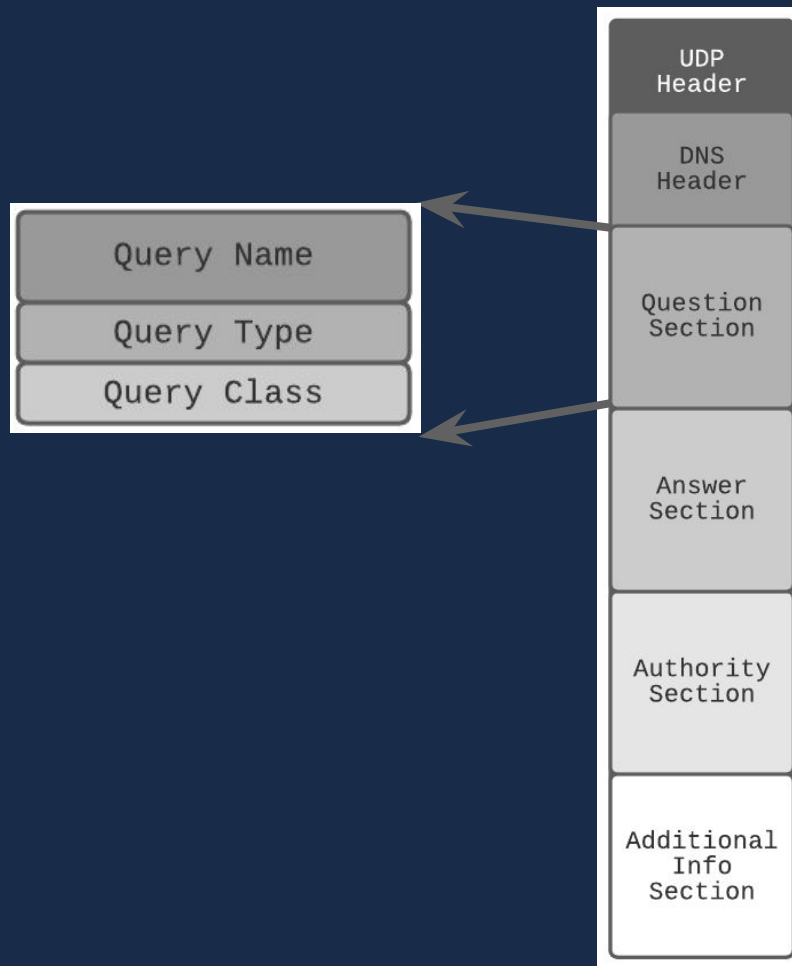 Query Name
Query Type
Query Class
UDP
Header
DNS
Header
Question
Section
Answer
Section
Authority
Section
Additional
Info
Section